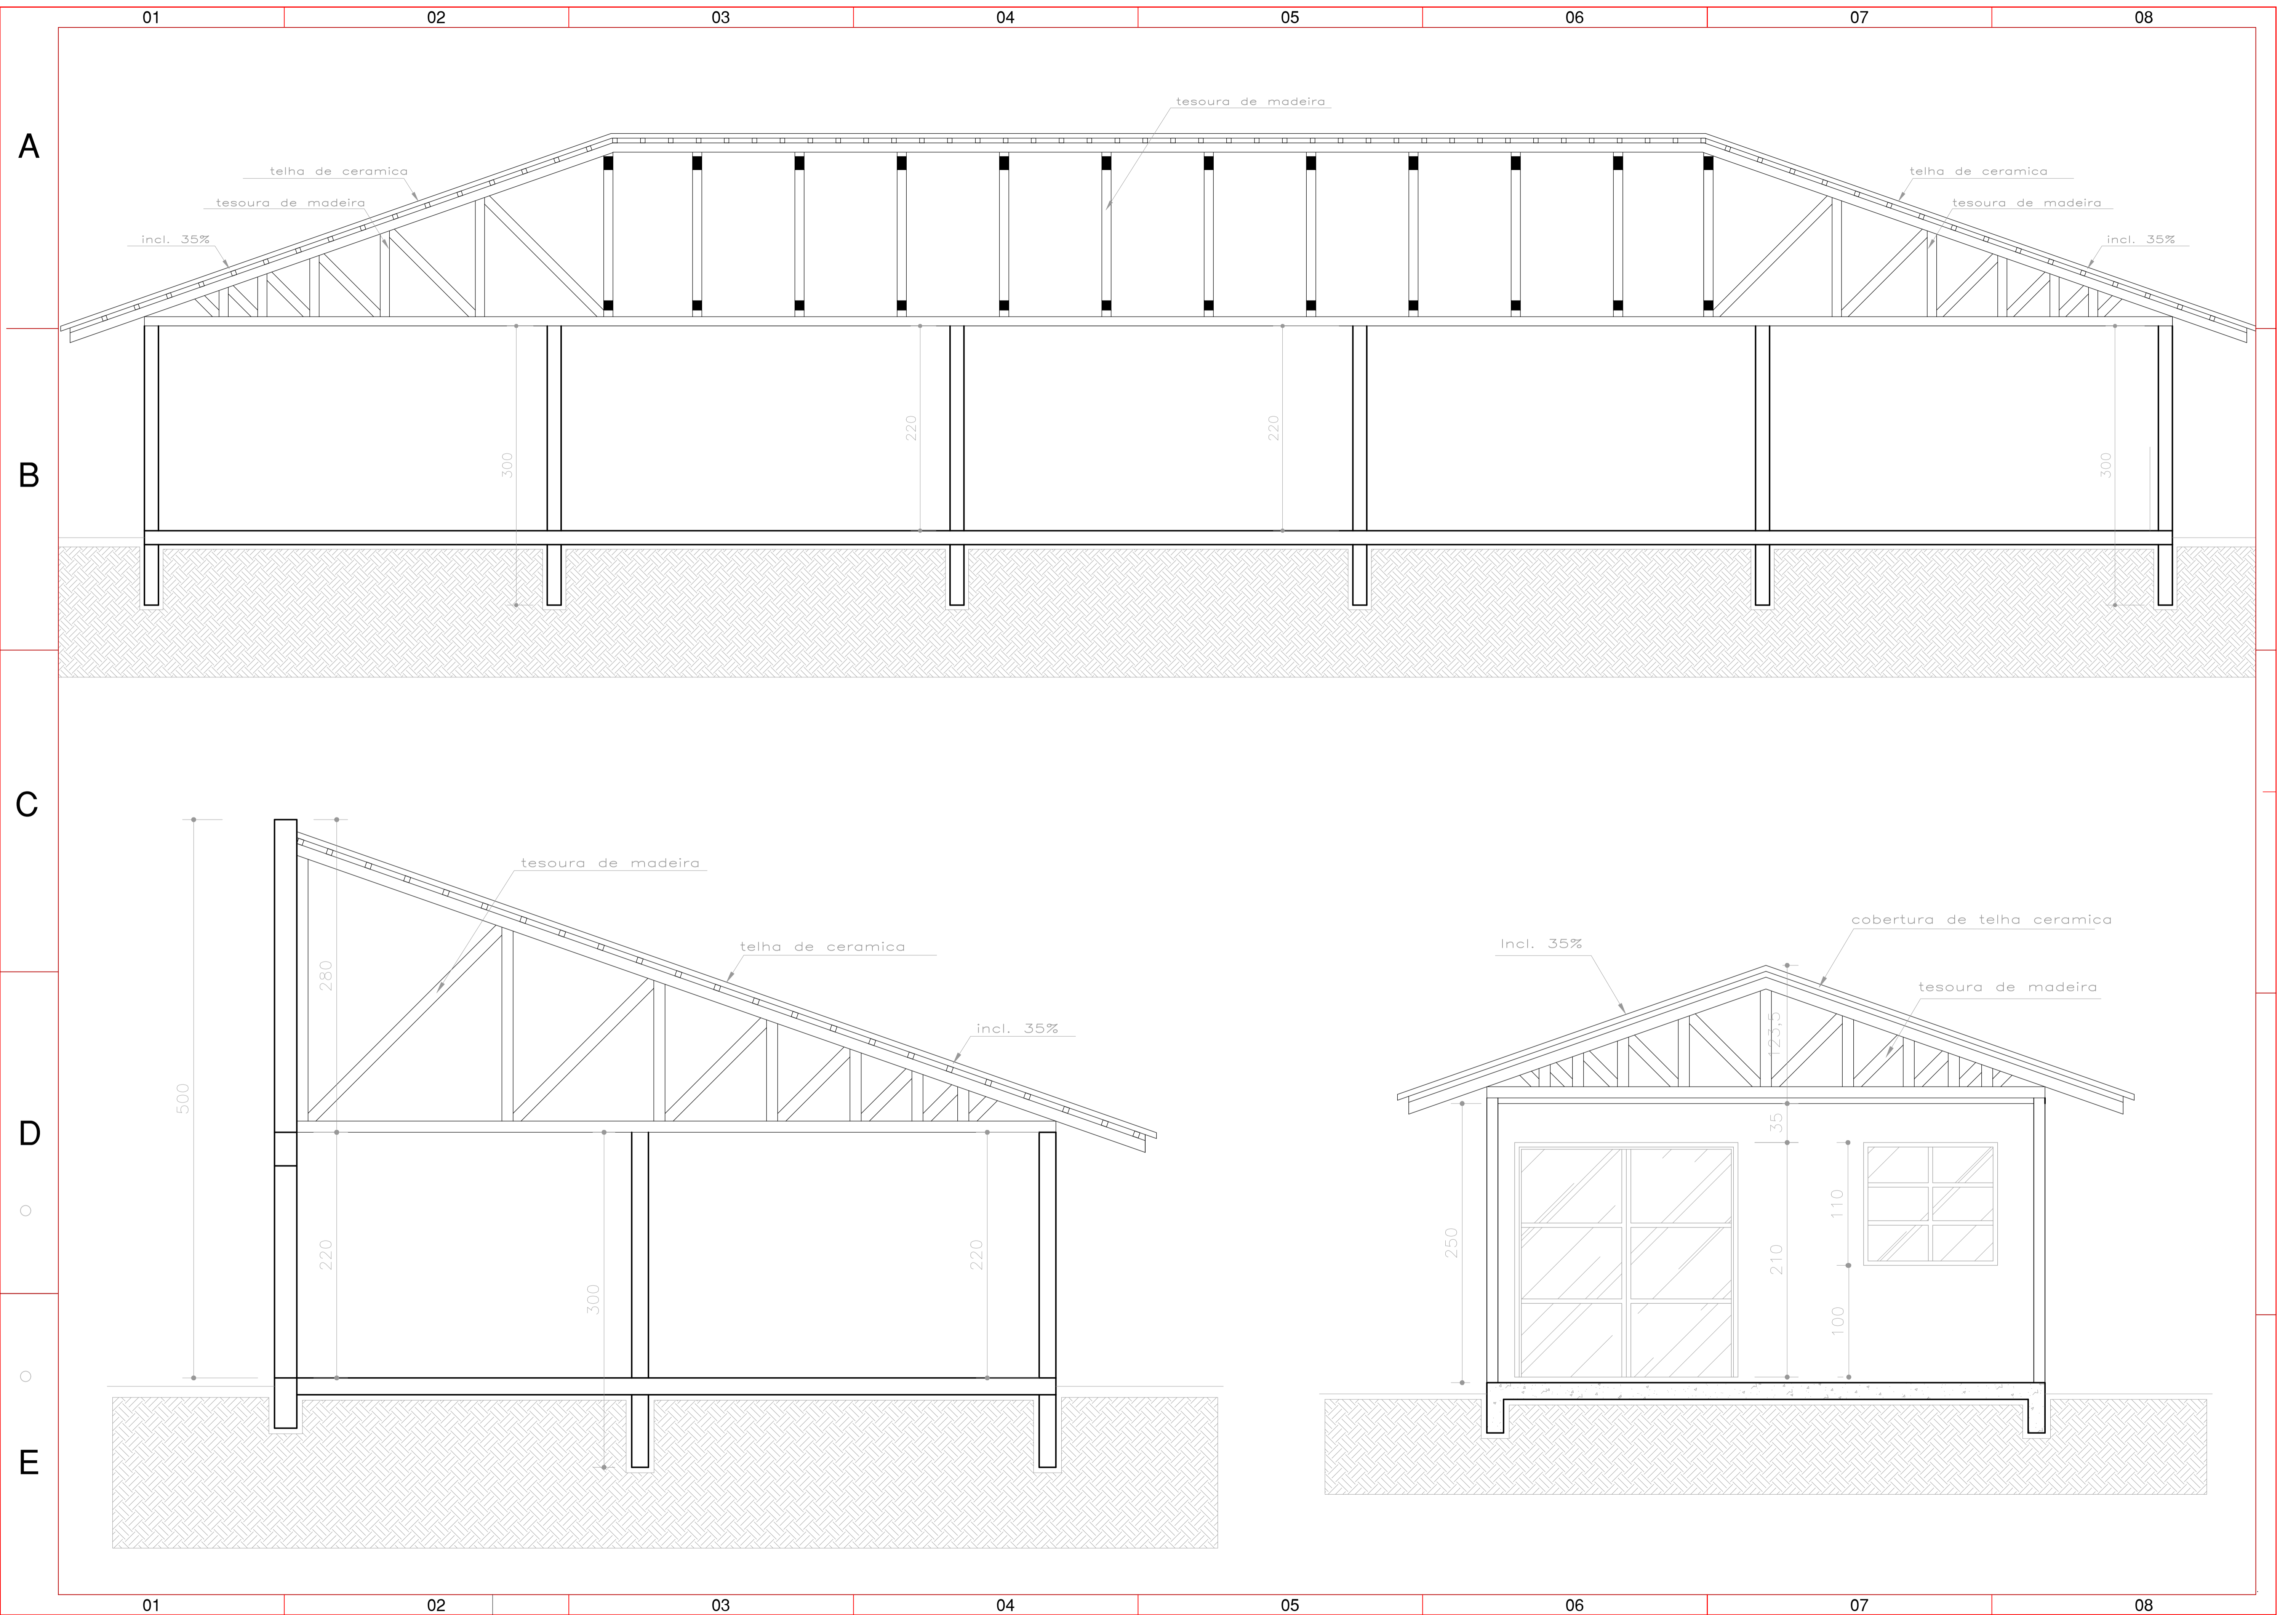 01 02 03 04 05 06 07 08
A
tesoura de madeira
telha de ceramica
telha de ceramica
tesoura de madeira
tesoura de madeira
incl. 35%
incl. 35%
220
220
300
300
B
C
tesoura de madeira
cobertura de telha ceramica
Incl. 35%
telha de ceramica
280
tesoura de madeira
incl. 35%
123,5
500
35
D
110
220
220
250
210
300
100
E
01 02 03 04 05 06 07 08